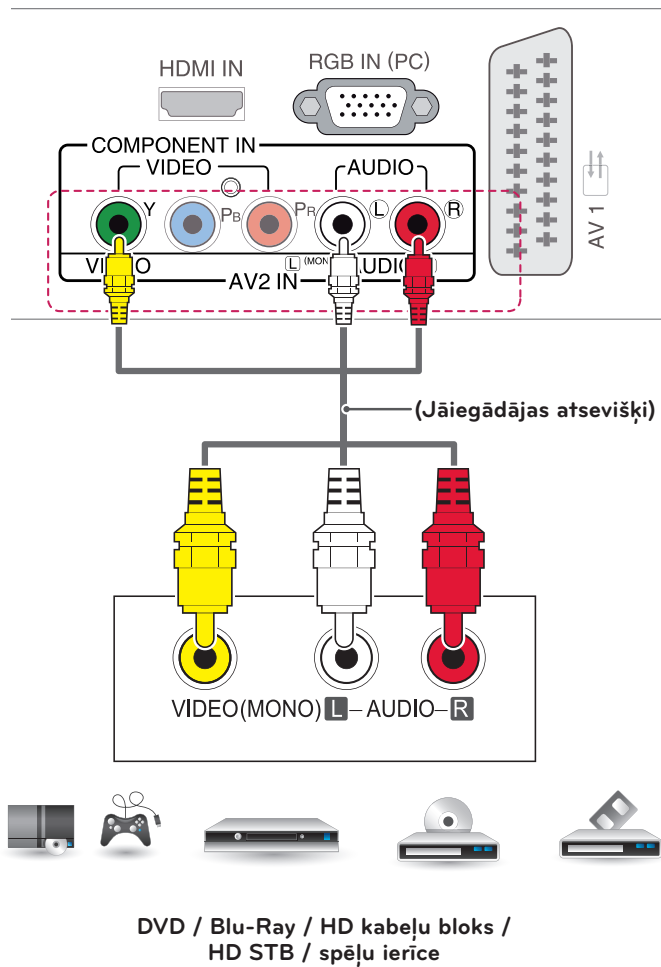 HDMI IN
RGB IN (PC)
COMPONENT IN
VIDEO
AUDIO
Y
PB
PR
L
R
AV 1
L (MONO
AV2 IN
(Jāiegādājas atsevišķi)
VIDEO(MONO) L – AUDIO – R
DVD / Blu-Ray / HD kabeļu bloks /
HD STB / spēļu ierīce